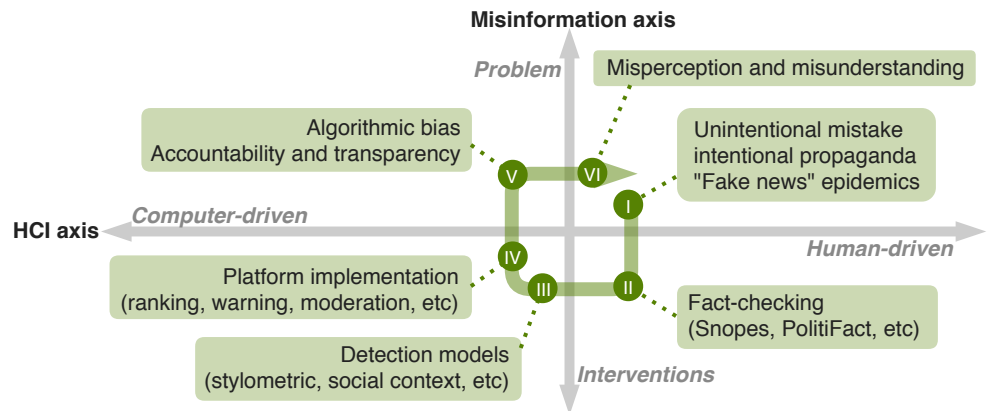 Misinformation axis
Problem
Misperception and misunderstanding
Algorithmic bias
Accountability and transparency
Unintentional mistake
intentional propaganda
"Fake news" epidemics
V
VI
I
HCI axis
Computer-driven
Human-driven
IV
III
II
Platform implementation
(ranking, warning, moderation, etc)
Fact-checking
(Snopes, PolitiFact, etc)
Detection models
(stylometric, social context, etc)
Interventions